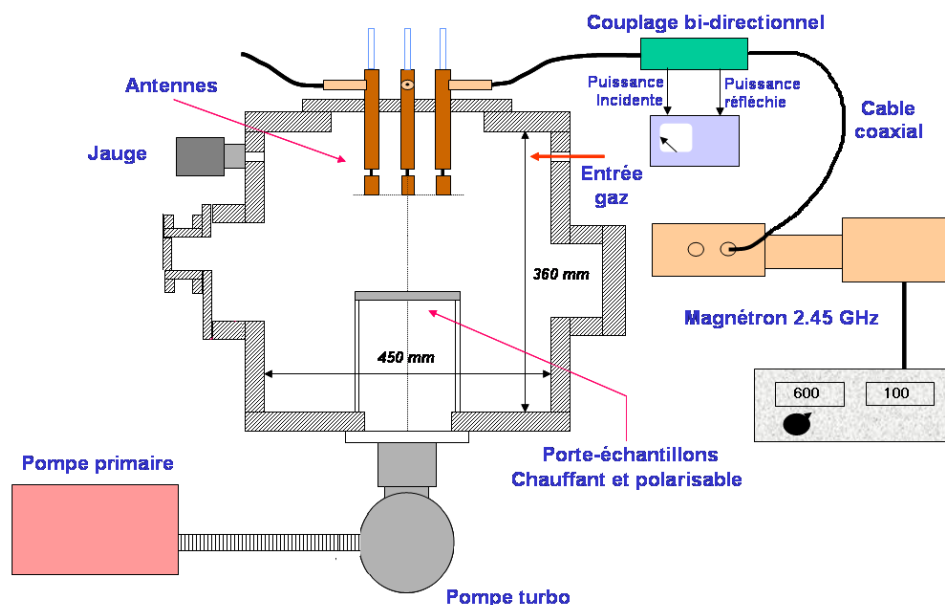 Couplage bi-directionnel
Antennes
Puissance
Incidente
Puissance
réfléchie
Cable
coaxial
Jauge
Entrée
gaz
360 mm
Magnétron 2.45 GHz
450 mm
600
100
Porte-échantillons
Chauffant et polarisable
Pompe primaire
Pompe turbo